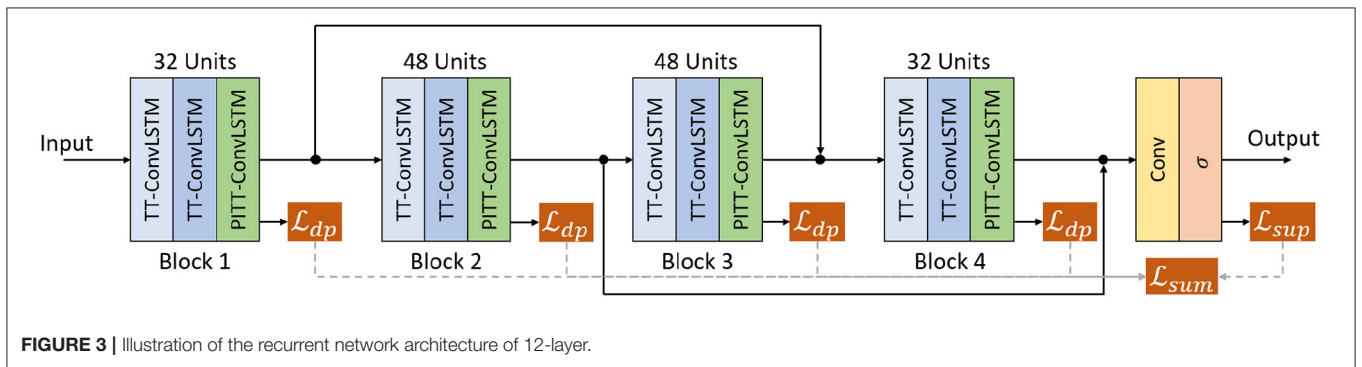 32 Units
48 Units
48 Units
32 Units
Input
TT-ConvLSTM
TT-ConvLSTM
PITT-ConvLSTM
TT-ConvLSTM
TT-ConvLSTM
PITT-ConvLSTM
TT-ConvLSTM
TT-ConvLSTM
PITT-ConvLSTM
TT-ConvLSTM
TT-ConvLSTM
PITT-ConvLSTM
Conv
σ
Output
ℒ_dp
ℒ_dp
ℒ_dp
ℒ_dp
ℒ_sup
Block 1
Block 2
Block 3
Block 4
ℒ_sum
FIGURE 3 | Illustration of the recurrent network architecture of 12-layer.